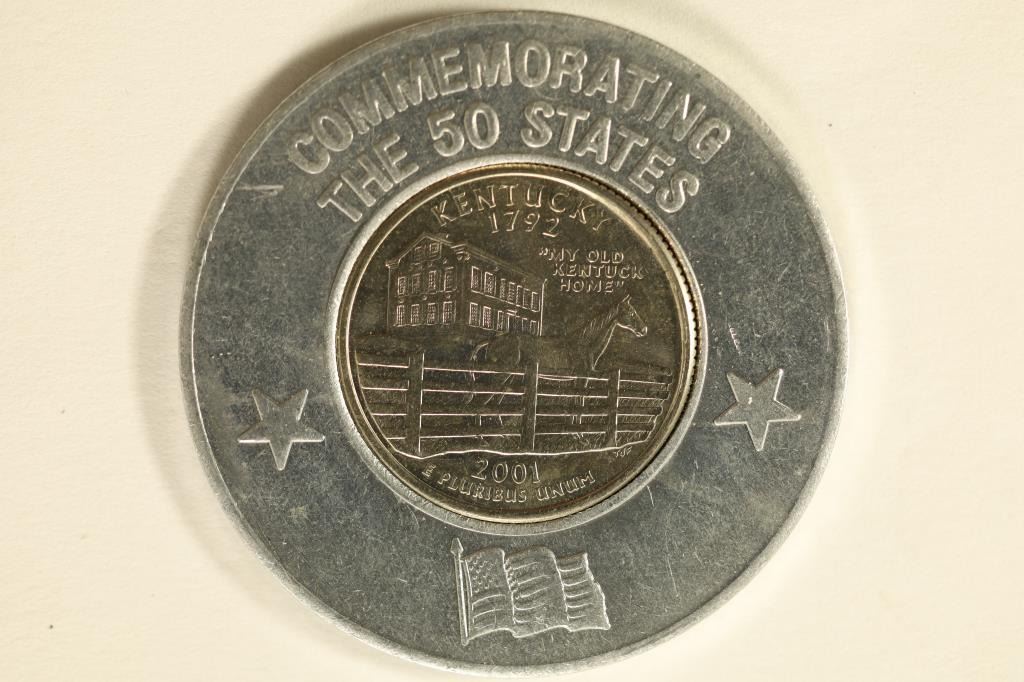 COMMEMORATING
THE 50 STATES
KENTUCKY
1792
"MY OLD
KENTUCK
HOME"
2001
E PLURIBUS UNUM